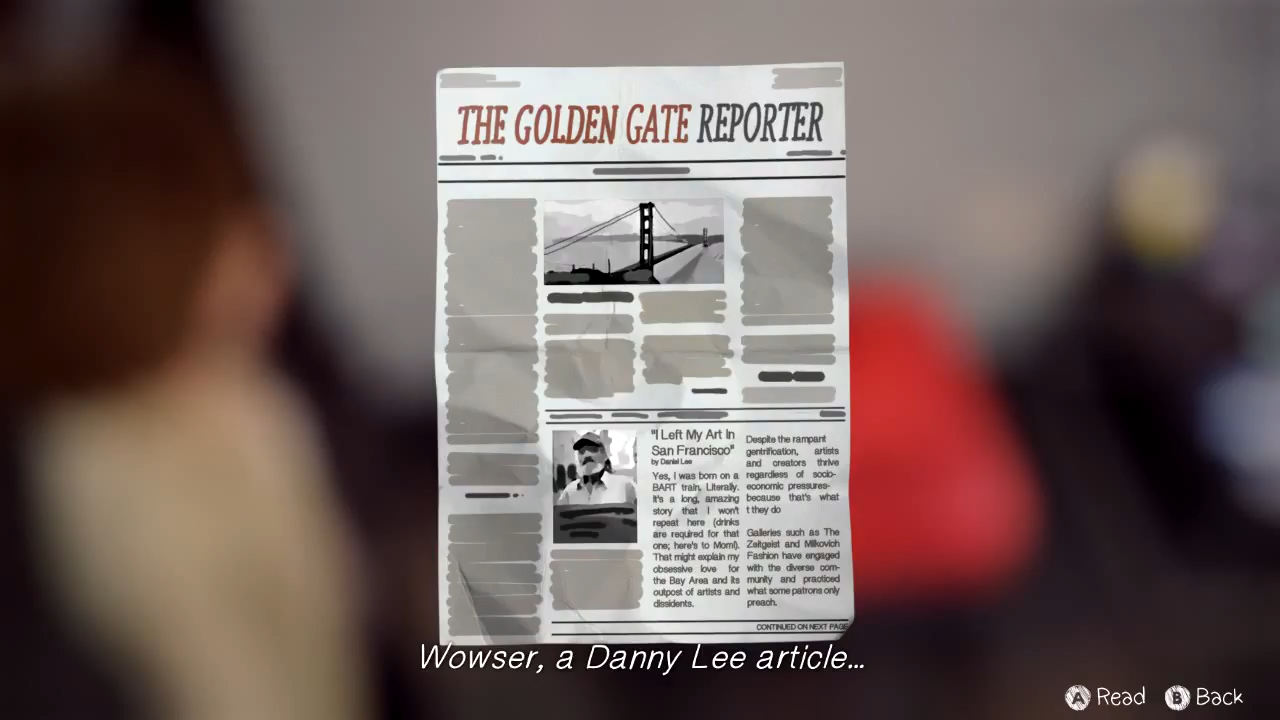 THE GOLDEN GATE REPORTER
"I Left My Art In
San Francisco"
by Daniel Lee
Yes, I was born on a
BART train. Literally.
It's a long, amazing
story that I won't
repeat here (drinks
are required for that
one; here's to Mom!).
That might explain my
obsessive love for
the Bay Area and its
outpost of artists and
dissidents.
Despite the rampant
gentrification, artists
and creators thrive
regardless of socio-
economic pressures-
because that's what
t they do
Galleries such as The
Zeitgeist and Milkovich
Fashion have engaged
with the diverse com-
munity and practiced
what some patrons only
preach.
CONTINUED ON NEXT PAGE
Wowser, a Danny Lee article...
A Read B Back